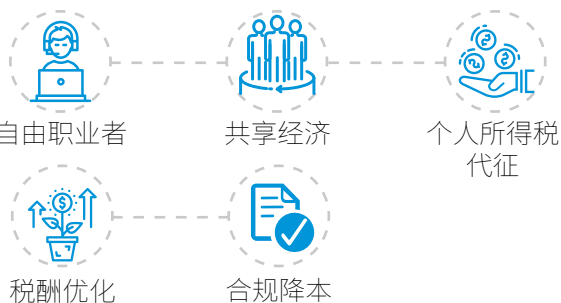 自由职业者
共享经济
个人所得税
代征
税酬优化
合规降本